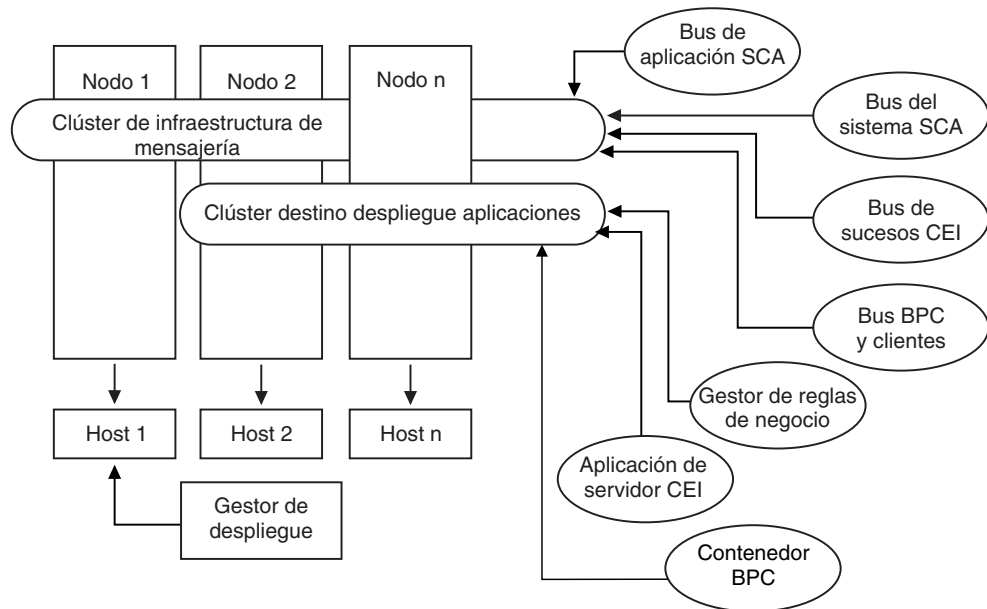 Bus de
aplicación SCA
Nodo 1
Nodo 2
Nodo n
Clúster de infraestructura de
mensajería
Bus del
sistema SCA
Clúster destino despliegue aplicaciones
Bus de
sucesos CEI
Bus BPC
y clientes
Gestor de reglas
de negocio
Host 1
Host 2
Host n
Aplicación de
servidor CEI
Gestor de
despliegue
Contenedor
BPC